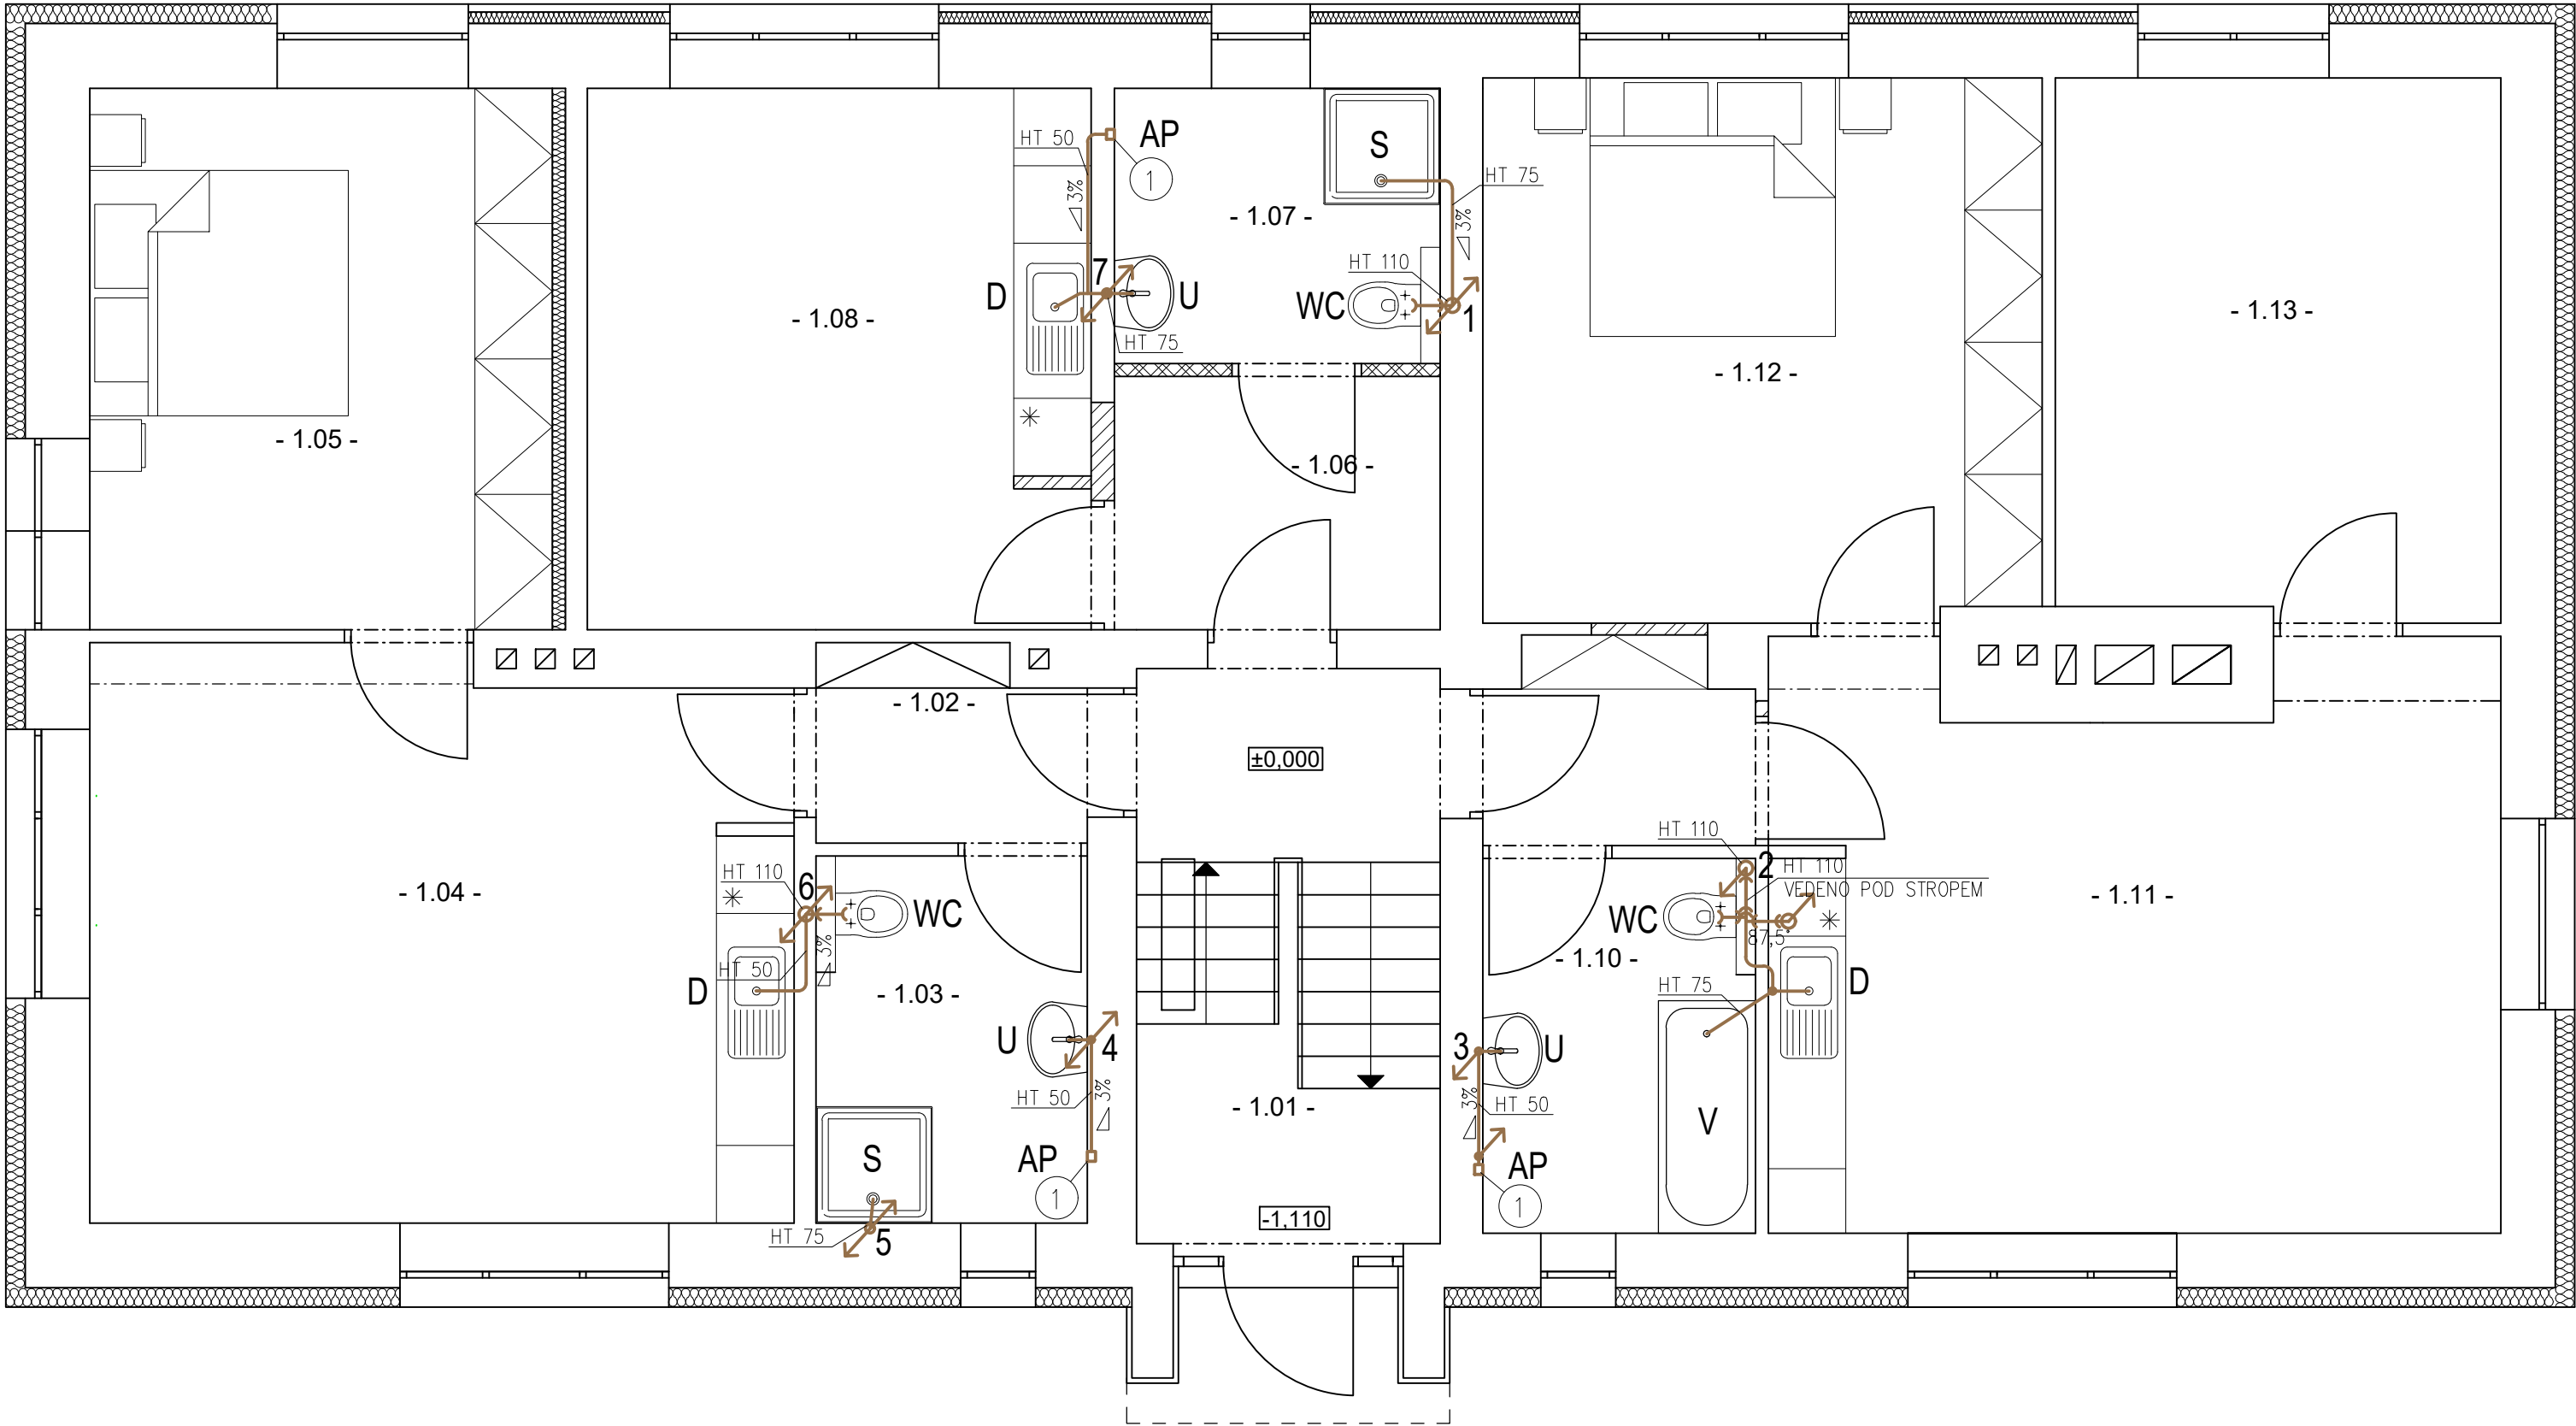 HT 50
AP
1
3%
S
HT 75
3%
- 1.07 -
HT 110
7
D
U
WC
1
- 1.08 -
HT 75
- 1.13 -
- 1.12 -
- 1.05 -
- 1.06 -
- 1.02 -
±0,000
HT 110
2
HT 110
VEDENO POD STROPEM
HT 110
6
- 1.04 -
WC
WC
- 1.11 -
87,5°
3%
HT 50
D
- 1.03 -
- 1.10 -
HT 75
D
U
4
3
U
3%
HT 50
3%
HT 50
- 1.01 -
V
S
AP
AP
1
1
-1,110
HT 75
5